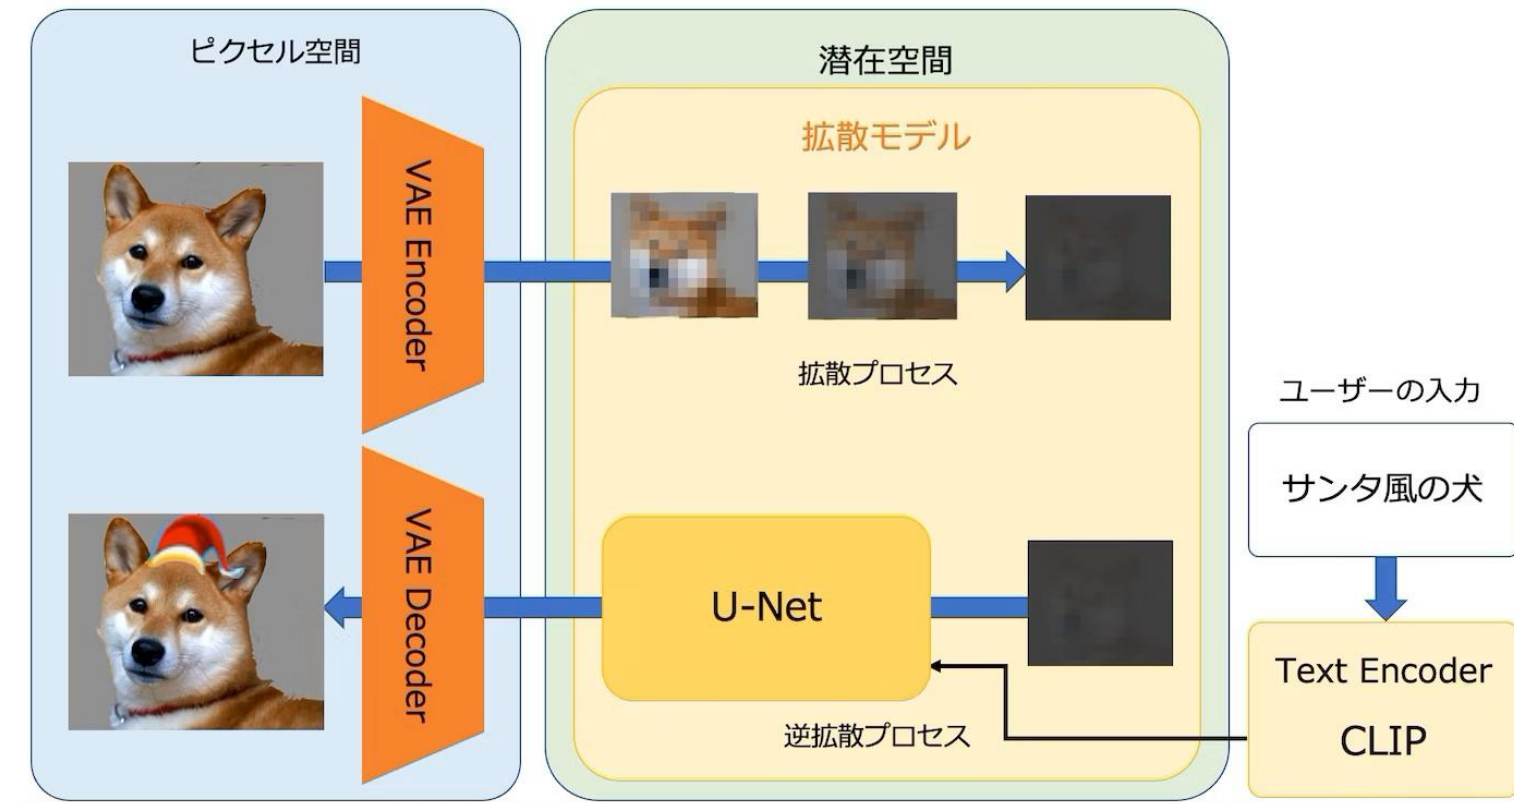 ピクセル空間
潜在空間
拡散モデル
VAE Encoder
拡散プロセス
ユーザーの入力
サンタ風の犬
VAE Decoder
U-Net
逆拡散プロセス
Text Encoder
CLIP